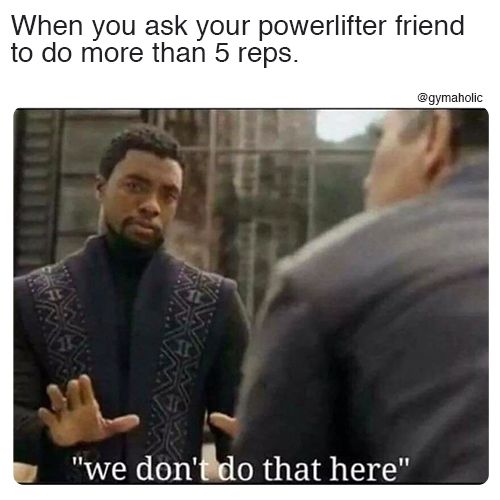 When you ask your powerlifter friend
to do more than 5 reps.
@gymaholic
"we don't do that here"